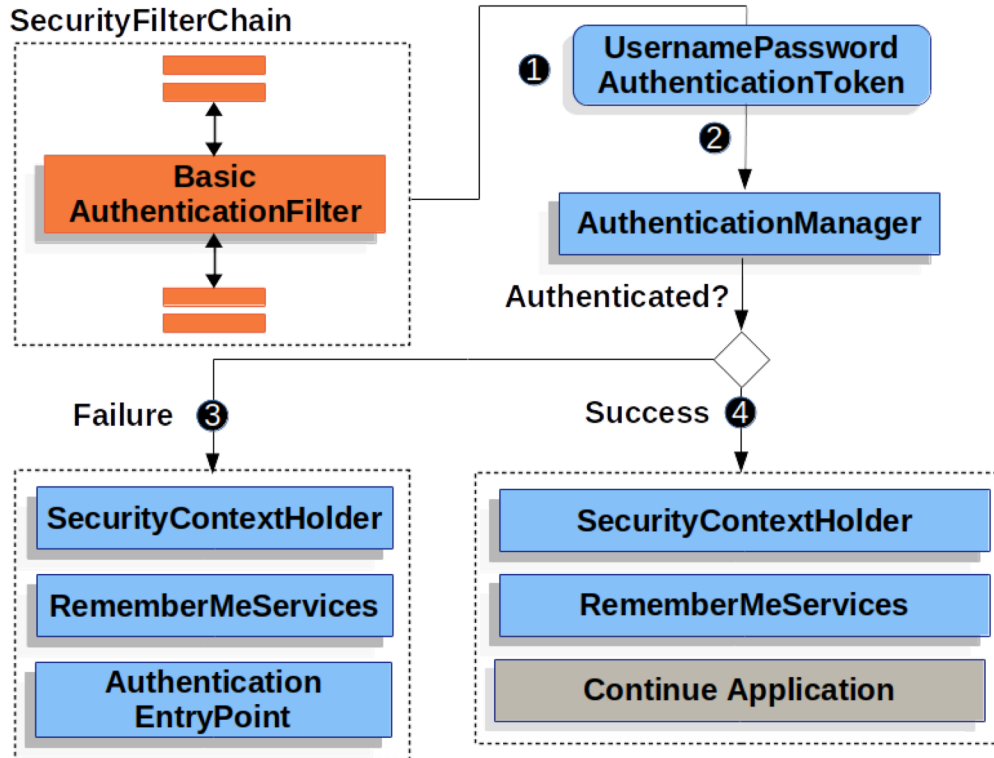 SecurityFilterChain
1
UsernamePassword
AuthenticationToken
2
Basic
AuthenticationFilter
AuthenticationManager
Authenticated?
Failure 3
Success 4
SecurityContextHolder
RememberMeServices
Authentication
EntryPoint
SecurityContextHolder
RememberMeServices
Continue Application